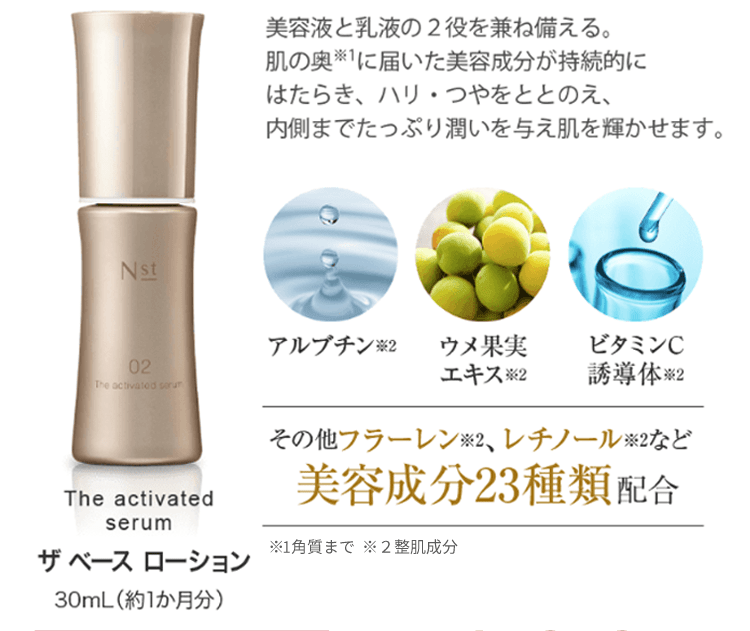 美容液と乳液の２役を兼ね備える。
肌の奥※1に届いた美容成分が持続的に
はたらき、ハリ・つやをととのえ、
内側までたっぷり潤いを与え肌を輝かせます。
Nst
02
The activated serum
アルブチン※2
ウメ果実
エキス※2
ビタミンC
誘導体※2
その他フラーレン※2、レチノール※2など
美容成分23種類配合
※1角質まで ※２整肌成分
The activated
serum
ザ ベース ローション
30mL（約1か月分）